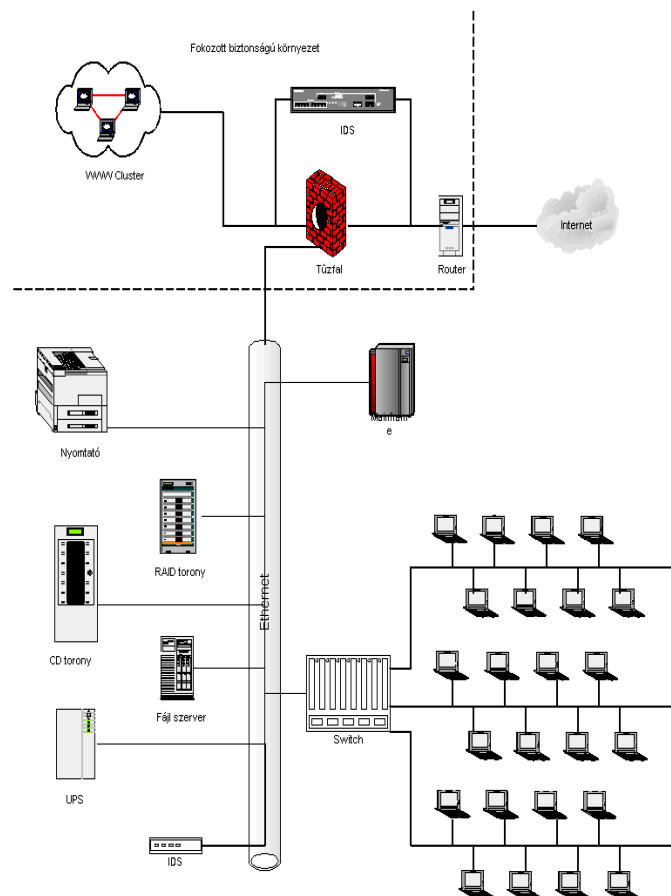 Fokozott biztonságú környezet
IDS
WWW Cluster
Internet
Tűzfal
Router
Nyomtató
RAID torony
Ethernet
CD torony
Fájl szerver
Switch
UPS
IDS